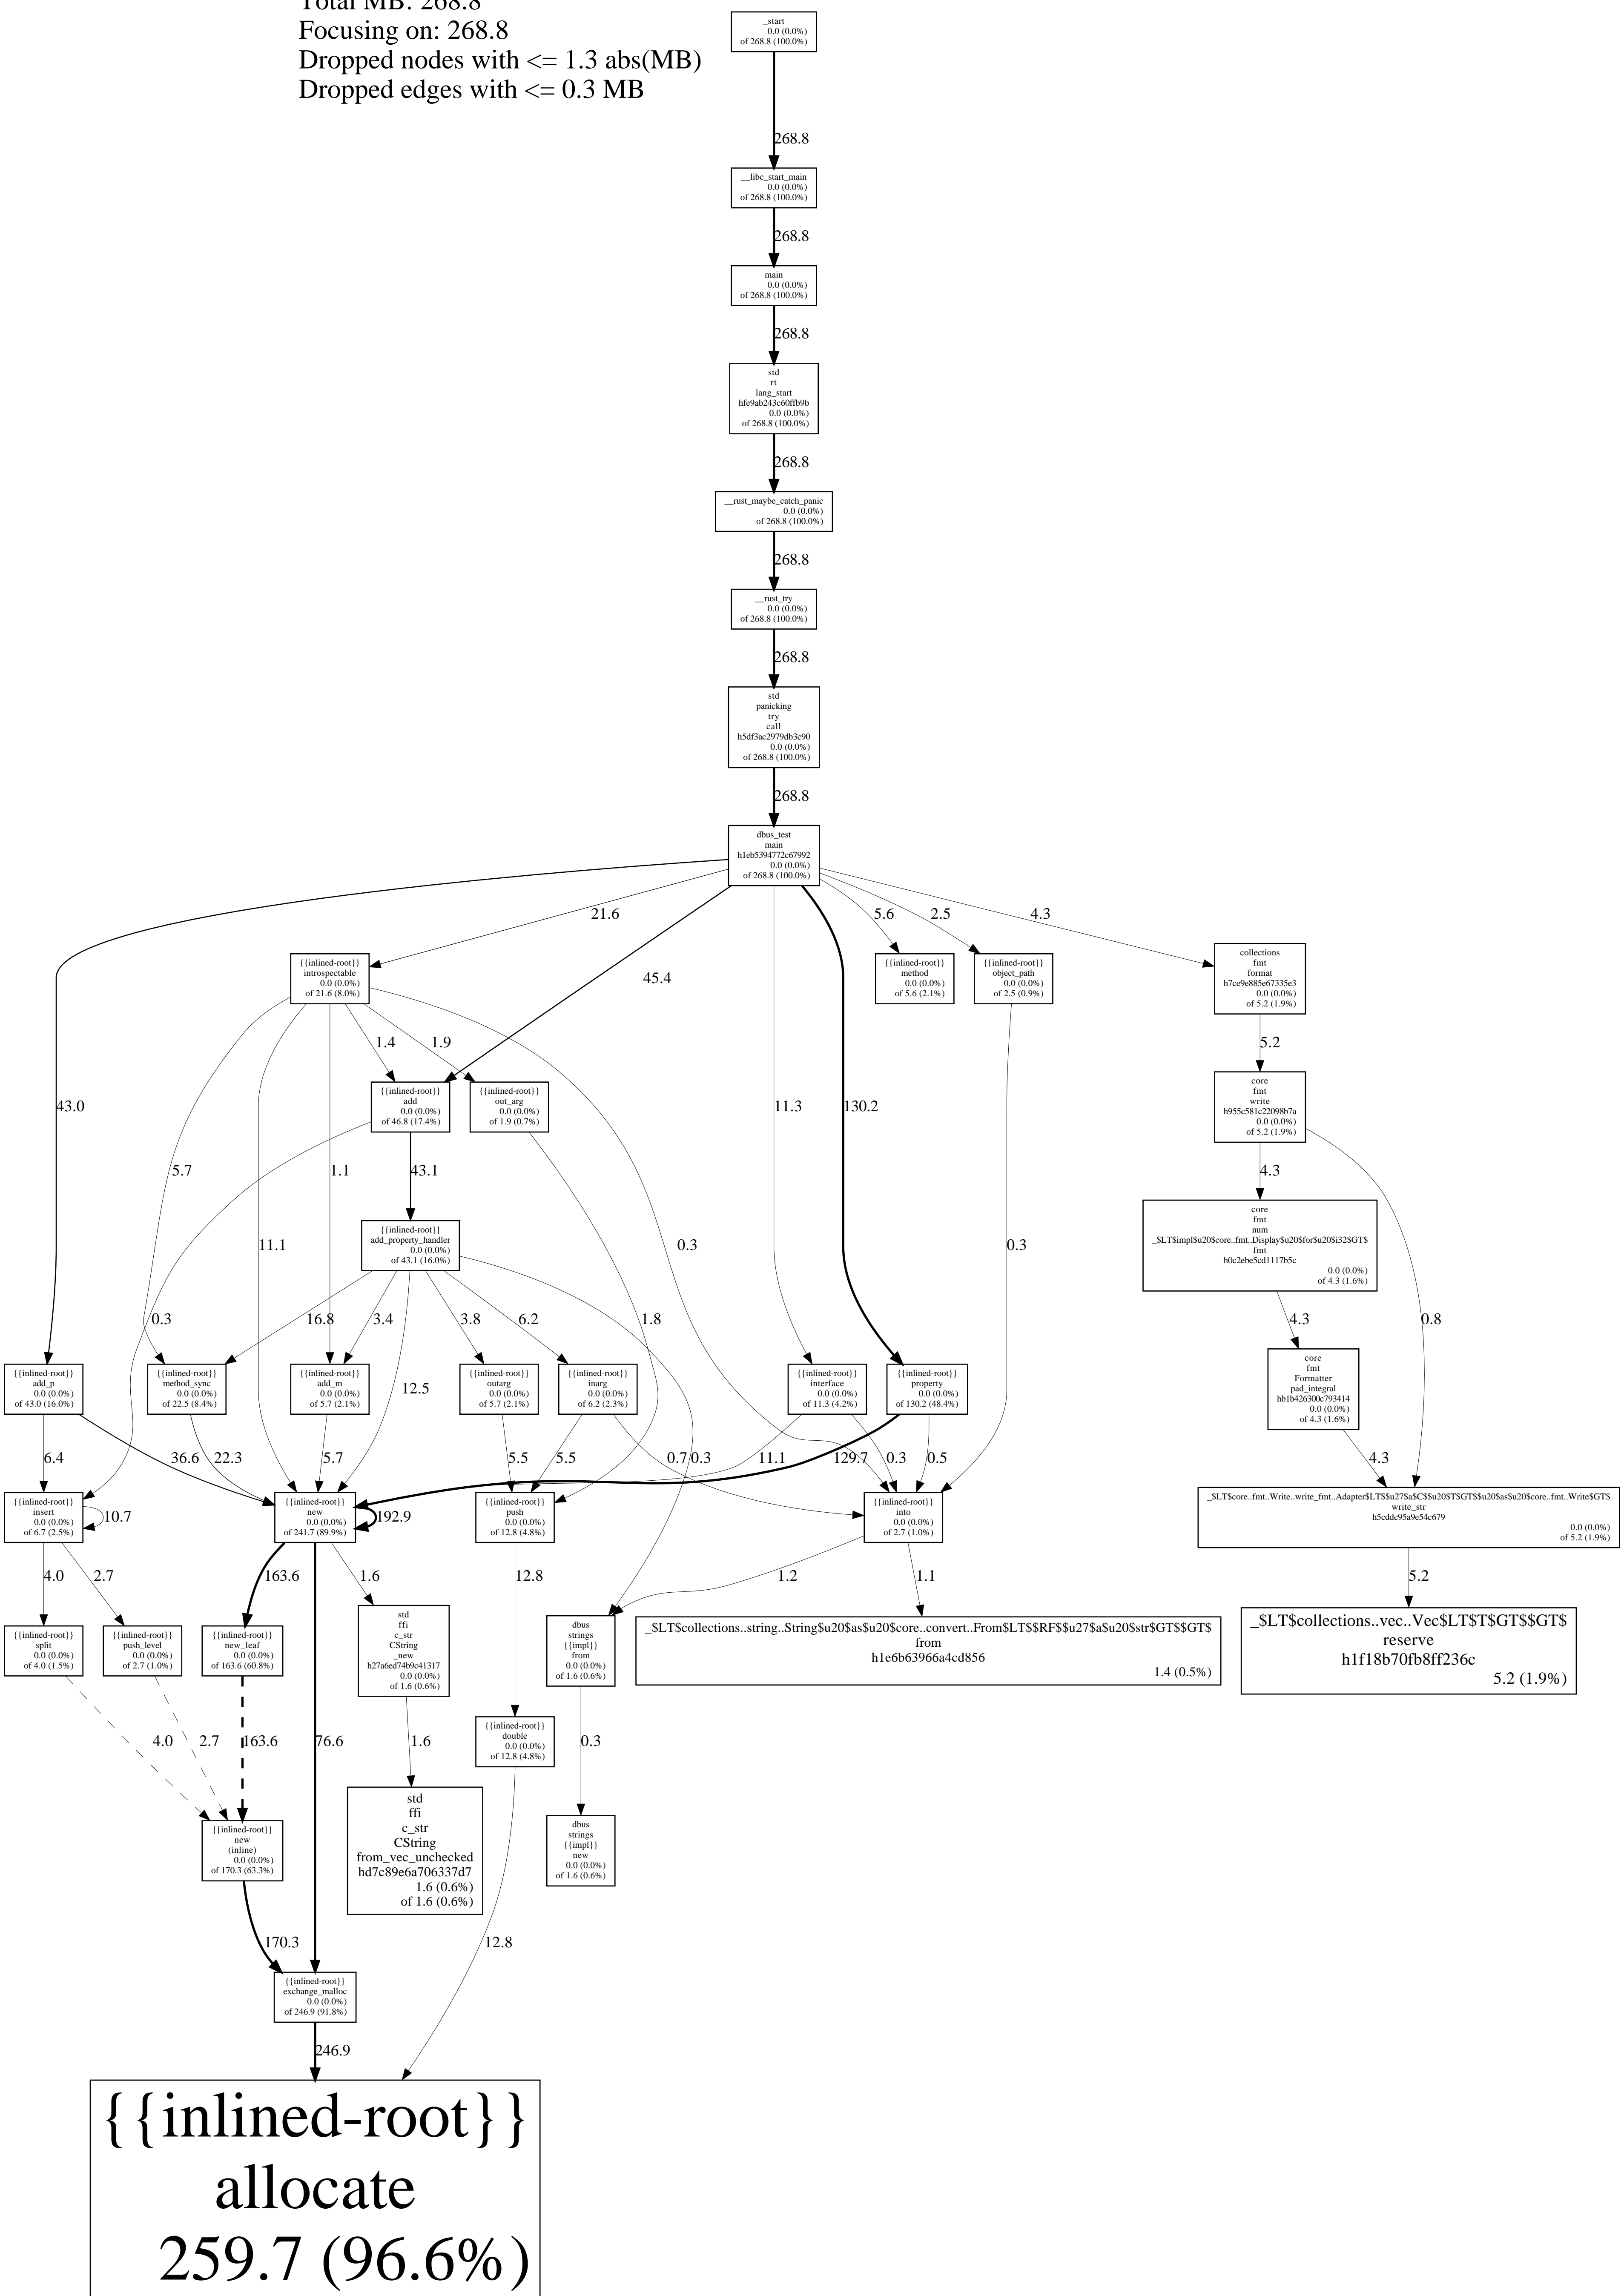 Total MB: 268.8
Focusing on: 268.8
Dropped nodes with <= 1.3 abs(MB)
Dropped edges with <= 0.3 MB
_start
0.0 (0.0%)
of 268.8 (100.0%)
268.8
__libc_start_main
0.0 (0.0%)
of 268.8 (100.0%)
268.8
main
0.0 (0.0%)
of 268.8 (100.0%)
268.8
std
rt
lang_start
hfe9ab243c60ffb9b
0.0 (0.0%)
of 268.8 (100.0%)
268.8
__rust_maybe_catch_panic
0.0 (0.0%)
of 268.8 (100.0%)
268.8
__rust_try
0.0 (0.0%)
of 268.8 (100.0%)
268.8
std
panicking
try
call
h5df3ac2979db3c90
0.0 (0.0%)
of 268.8 (100.0%)
268.8
dbus_test
main
h1eb5394772c67992
0.0 (0.0%)
of 268.8 (100.0%)
21.6
45.4
5.6
2.5
4.3
{{inlined-root}}
introspectable
0.0 (0.0%)
of 21.6 (8.0%)
{{inlined-root}}
method
0.0 (0.0%)
of 5.6 (2.1%)
{{inlined-root}}
object_path
0.0 (0.0%)
of 2.5 (0.9%)
collections
fmt
format
h7ce9e885e67335e3
0.0 (0.0%)
of 5.2 (1.9%)
1.4
1.9
5.2
43.0
{{inlined-root}}
add
0.0 (0.0%)
of 46.8 (17.4%)
{{inlined-root}}
out_arg
0.0 (0.0%)
of 1.9 (0.7%)
11.3
130.2
core
fmt
write
h955c581c22098b7a
0.0 (0.0%)
of 5.2 (1.9%)
5.7
1.1
43.1
4.3
11.1
{{inlined-root}}
add_property_handler
0.0 (0.0%)
of 43.1 (16.0%)
0.3
0.3
core
fmt
num
_$LT$impl$u20$core..fmt..Display$u20$for$u20$i32$GT$
fmt
h0c2ebe5cd1117b5c
0.0 (0.0%)
of 4.3 (1.6%)
0.3
16.8
3.4
3.8
6.2
1.8
4.3
0.8
{{inlined-root}}
add_p
0.0 (0.0%)
of 43.0 (16.0%)
{{inlined-root}}
method_sync
0.0 (0.0%)
of 22.5 (8.4%)
{{inlined-root}}
add_m
0.0 (0.0%)
of 5.7 (2.1%)
12.5
{{inlined-root}}
outarg
0.0 (0.0%)
of 5.7 (2.1%)
{{inlined-root}}
inarg
0.0 (0.0%)
of 6.2 (2.3%)
{{inlined-root}}
interface
0.0 (0.0%)
of 11.3 (4.2%)
{{inlined-root}}
property
0.0 (0.0%)
of 130.2 (48.4%)
core
fmt
Formatter
pad_integral
hb1b426300c793414
0.0 (0.0%)
of 4.3 (1.6%)
6.4
36.6
22.3
5.7
5.5
5.5
0.7
0.3
11.1
129.7
0.3
0.5
4.3
{{inlined-root}}
insert
0.0 (0.0%)
of 6.7 (2.5%)
10.7
{{inlined-root}}
new
0.0 (0.0%)
of 241.7 (89.9%)
192.9
{{inlined-root}}
push
0.0 (0.0%)
of 12.8 (4.8%)
{{inlined-root}}
into
0.0 (0.0%)
of 2.7 (1.0%)
_$LT$core..fmt..Write..write_fmt..Adapter$LT$$u27$a$C$$u20$T$GT$$u20$as$u20$core..fmt..Write$GT$
write_str
h5cddc95a9e54c679
0.0 (0.0%)
of 5.2 (1.9%)
4.0
2.7
163.6
1.6
12.8
1.2
1.1
5.2
{{inlined-root}}
split
0.0 (0.0%)
of 4.0 (1.5%)
{{inlined-root}}
push_level
0.0 (0.0%)
of 2.7 (1.0%)
{{inlined-root}}
new_leaf
0.0 (0.0%)
of 163.6 (60.8%)
std
ffi
c_str
CString
_new
h27a6ed74b9c41317
0.0 (0.0%)
of 1.6 (0.6%)
dbus
strings
{{impl}}
from
0.0 (0.0%)
of 1.6 (0.6%)
_$LT$collections..string..String$u20$as$u20$core..convert..From$LT$$RF$$u27$a$u20$str$GT$$GT$
from
h1e6b63966a4cd856
1.4 (0.5%)
_$LT$collections..vec..Vec$LT$T$GT$$GT$
reserve
h1f18b70fb8ff236c
5.2 (1.9%)
4.0
2.7
163.6
76.6
1.6
{{inlined-root}}
double
0.0 (0.0%)
of 12.8 (4.8%)
0.3
{{inlined-root}}
new
(inline)
0.0 (0.0%)
of 170.3 (63.3%)
std
ffi
c_str
CString
from_vec_unchecked
hd7c89e6a706337d7
1.6 (0.6%)
of 1.6 (0.6%)
dbus
strings
{{impl}}
new
0.0 (0.0%)
of 1.6 (0.6%)
170.3
12.8
{{inlined-root}}
exchange_malloc
0.0 (0.0%)
of 246.9 (91.8%)
246.9
{{inlined-root}}
allocate
259.7 (96.6%)